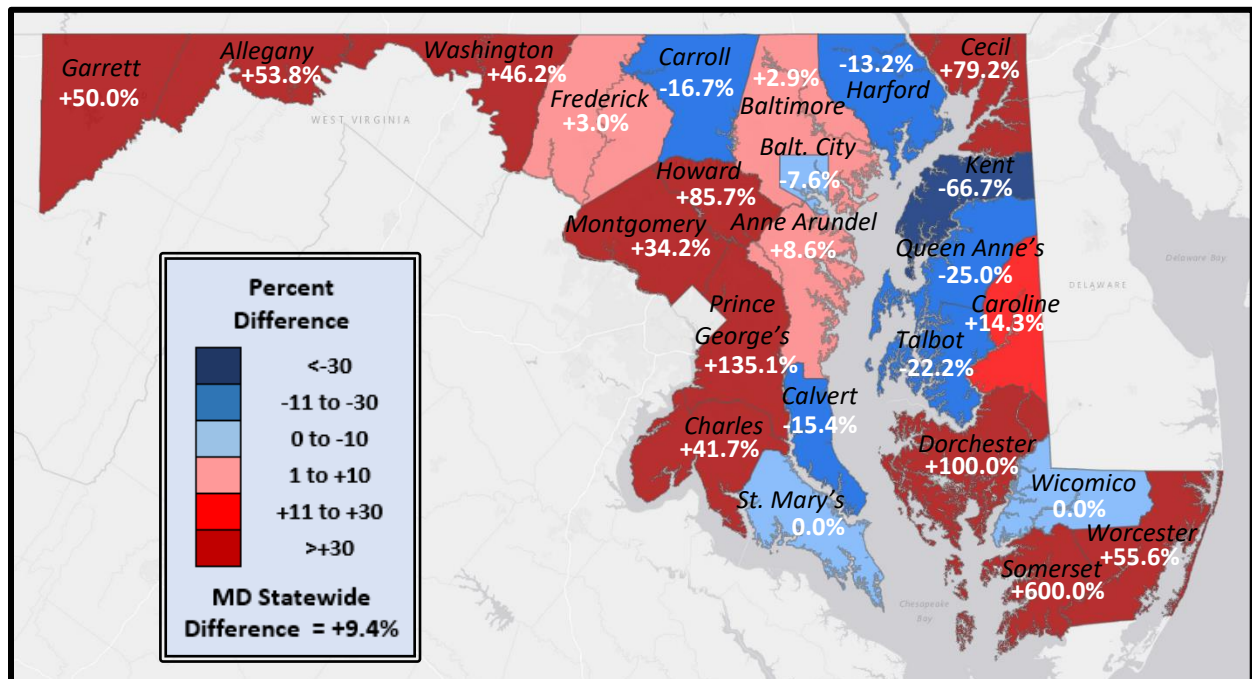 Garrett
+50.0%
Allegany
+53.8%
Washington
+46.2%
Frederick
+3.0%
Carroll
-16.7%
+2.9%
Baltimore
-13.2%
Harford
Cecil
+79.2%
WEST VIRGINIA
Balt. City
-7.6%
Howard
+85.7%
Kent
-66.7%
Montgomery
+34.2%
Anne Arundel
+8.6%
Queen Anne's
-25.0%
Delaware Bay
DELAWARE
Caroline
+14.3%
Prince
George's
+135.1%
Talbot
-22.2%
Calvert
-15.4%
Charles
+41.7%
Dorchester
+100.0%
St. Mary's
0.0%
Wicomico
0.0%
Worcester
+55.6%
Somerset
+600.0%
Chesapeake
Bay
Percent
Difference
<-30
-11 to -30
0 to -10
1 to +10
+11 to +30
>+30
MD Statewide
Difference = +9.4%